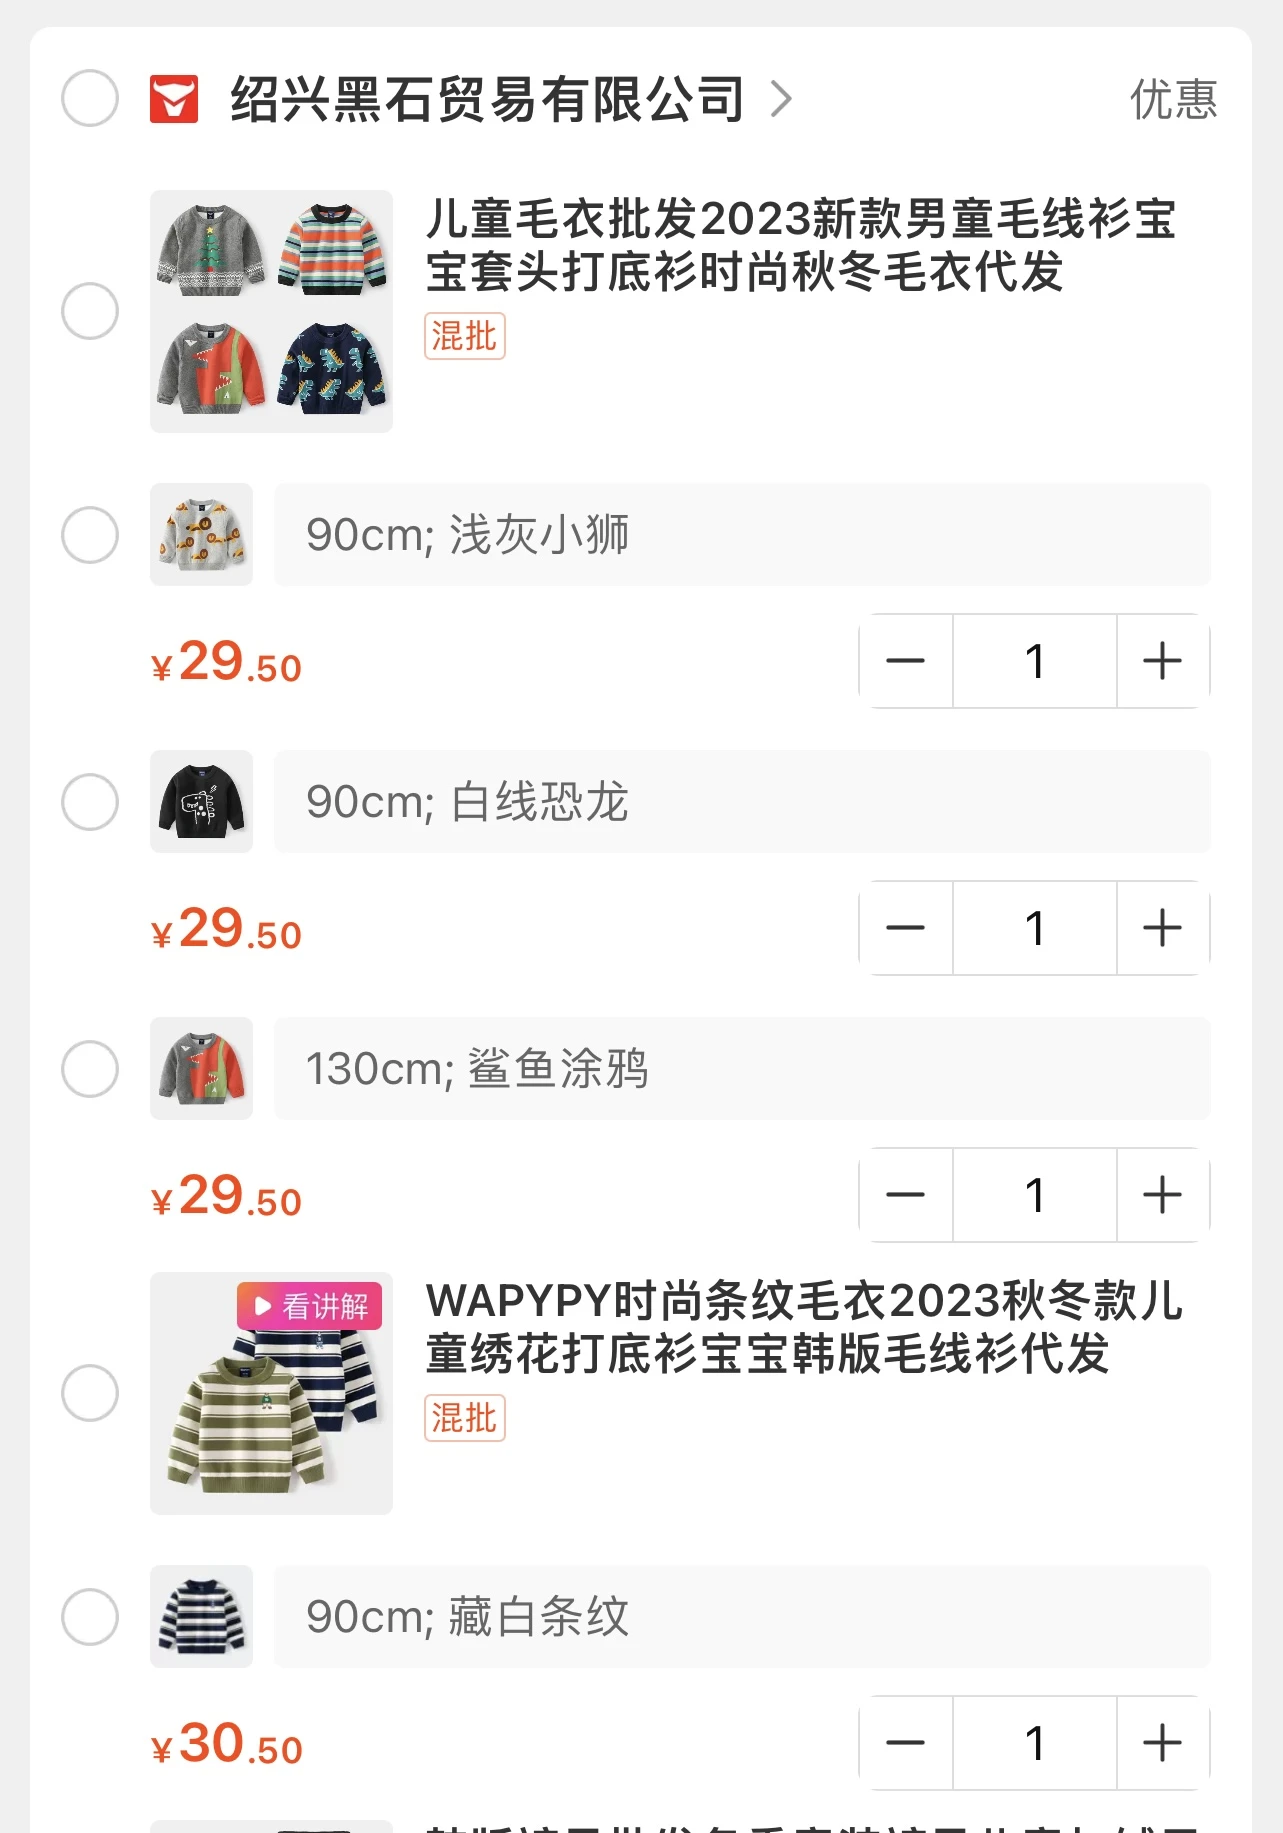 绍兴黑石贸易有限公司
优惠
儿童毛衣批发2023新款男童毛线衫宝
宝套头打底衫时尚秋冬毛衣代发
混批
90cm; 浅灰小狮
¥29.50
1
90cm; 白线恐龙
¥29.50
1
130cm; 鲨鱼涂鸦
¥29.50
1
看讲解
WAPYPY时尚条纹毛衣2023秋冬款儿
童绣花打底衫宝宝韩版毛线衫代发
混批
90cm; 藏白条纹
¥30.50
1